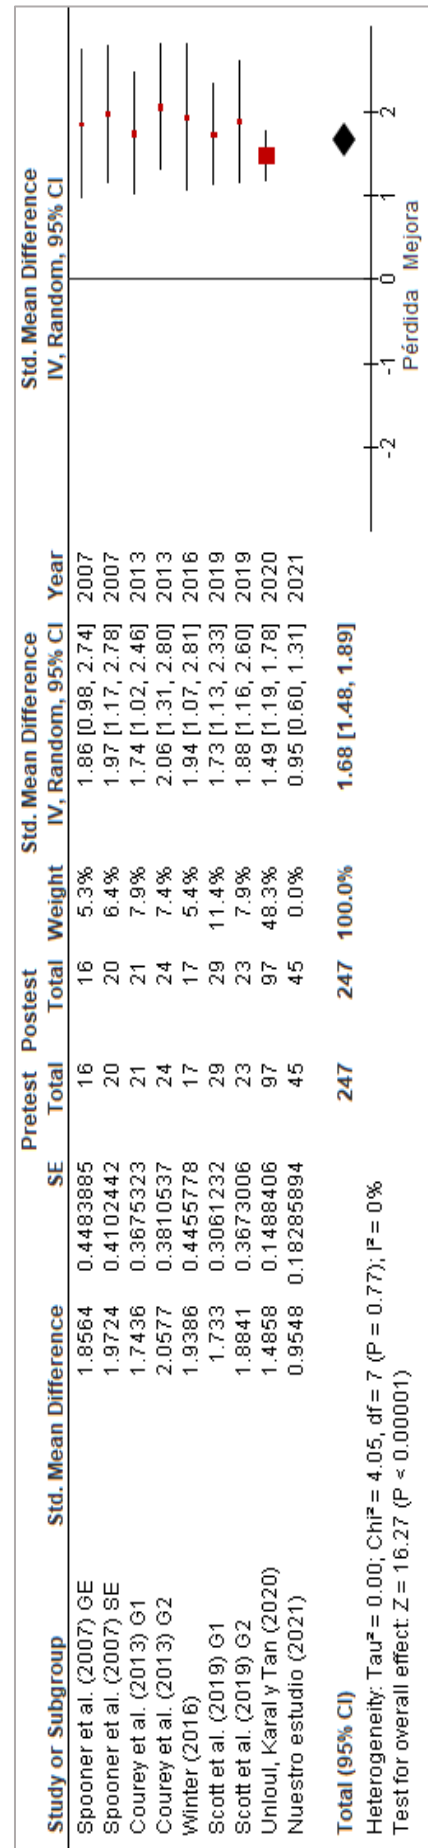 Pretest Postest Std. Mean Difference Std. Mean Difference
Study or Subgroup Std. Mean Difference SE Total Total Weight IV, Random, 95% CI Year IV, Random, 95% CI
Spooner et al. (2007) GE 1.8564 0.4483885 16 16 5.3% 1.86 [0.98, 2.74] 2007
Spooner et al. (2007) SE 1.9724 0.4102442 20 20 6.4% 1.97 [1.17, 2.78] 2007
Courey et al. (2013) G1 1.7436 0.3675323 21 21 7.9% 1.74 [1.02, 2.46] 2013
Courey et al. (2013) G2 2.0577 0.3810537 24 24 7.4% 2.06 [1.31, 2.80] 2013
Winter (2016) 1.9386 0.4455778 17 17 5.4% 1.94 [1.07, 2.81] 2016
Scott et al. (2019) G1 1.733 0.3061232 29 29 11.4% 1.73 [1.13, 2.33] 2019
Scott et al. (2019) G2 1.8841 0.3673006 23 23 7.9% 1.88 [1.16, 2.60] 2019
Unloul, Karal y Tan (2020) 1.4858 0.1488406 97 97 48.3% 1.49 [1.19, 1.78] 2020
Nuestro estudio (2021) 0.9548 0.18285894 45 45 0.0% 0.95 [0.60, 1.31] 2021
Total (95% CI) 247 247 100.0% 1.68 [1.48, 1.89]
Heterogeneity: Tau² = 0.00; Chi² = 4.05, df = 7 (P = 0.77); I² = 0%
Test for overall effect: Z = 16.27 (P < 0.00001)
-2 -1 0 1 2
Pérdida Mejora